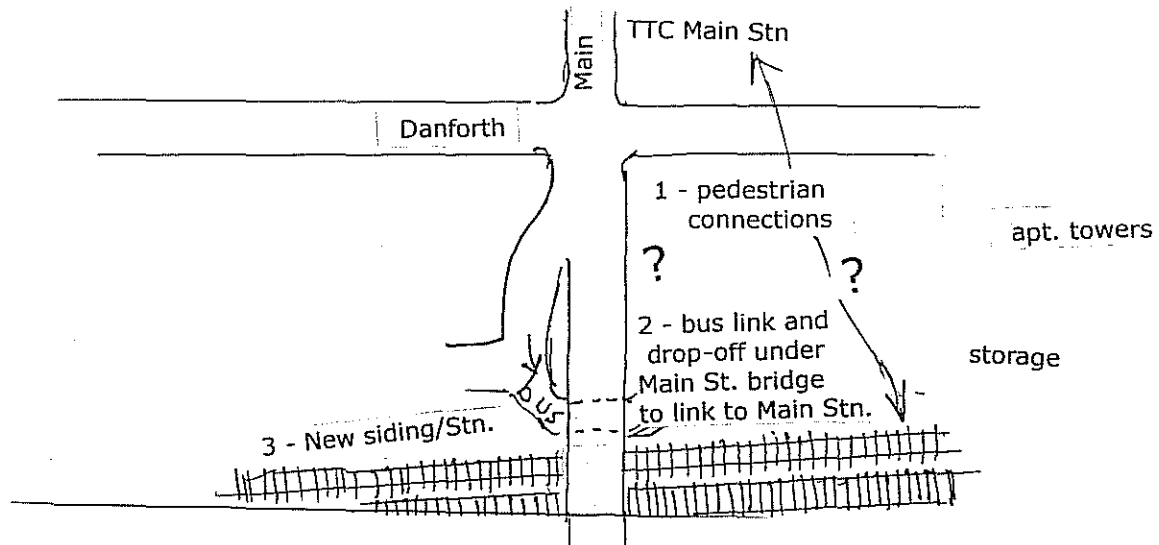 TTC Main Stn
Main
Danforth
1 - pedestrian
connections
apt. towers
?
?
2 - bus link and
drop-off under
Main St. bridge
to link to Main Stn.
storage
BUS
3 - New siding/Stn.